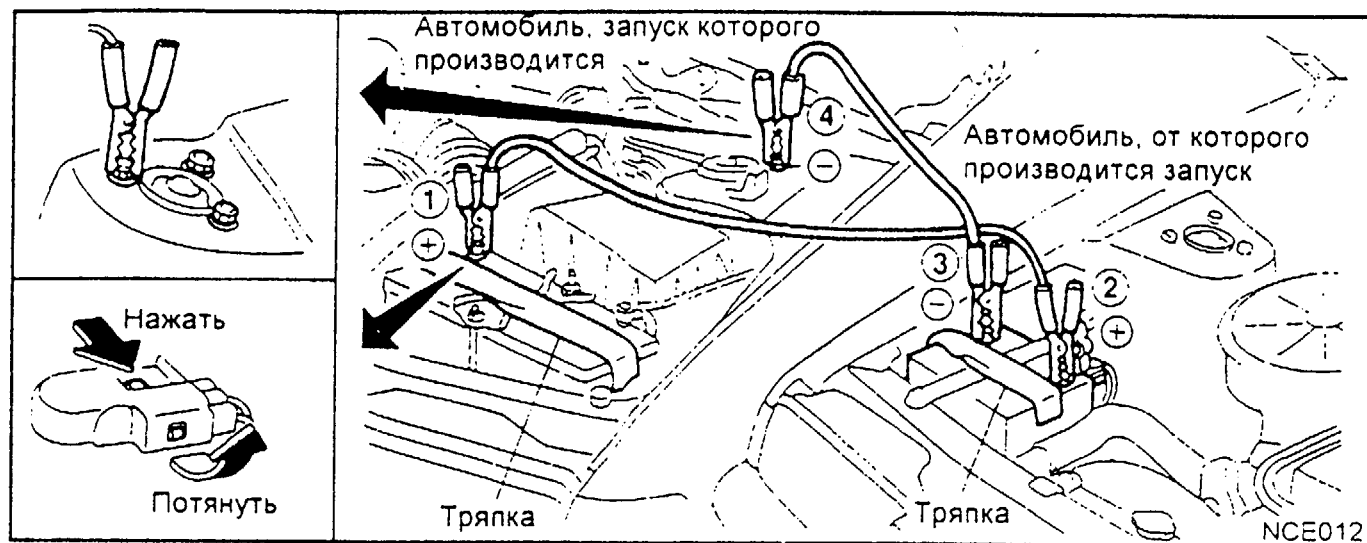 Автомобиль, запуск которого
производится
4
−
Автомобиль, от которого
производится запуск
1
+
3
−
2
+
Нажать
Потянуть
Тряпка
Тряпка
NCE012